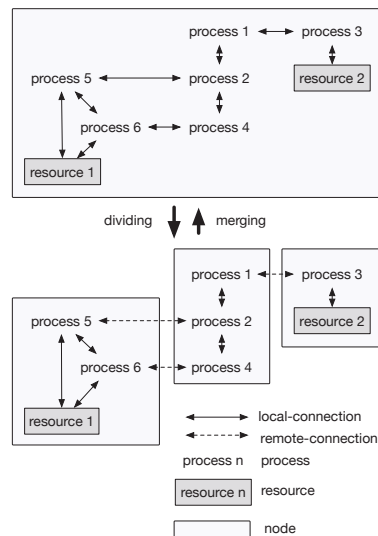 process 1 process 3
process 5 process 2 resource 2
process 6 process 4
resource 1
dividing merging
process 1 process 3
process 5 process 2 resource 2
process 6 process 4
resource 1
local-connection
remote-connection
process n process
resource n resource
node